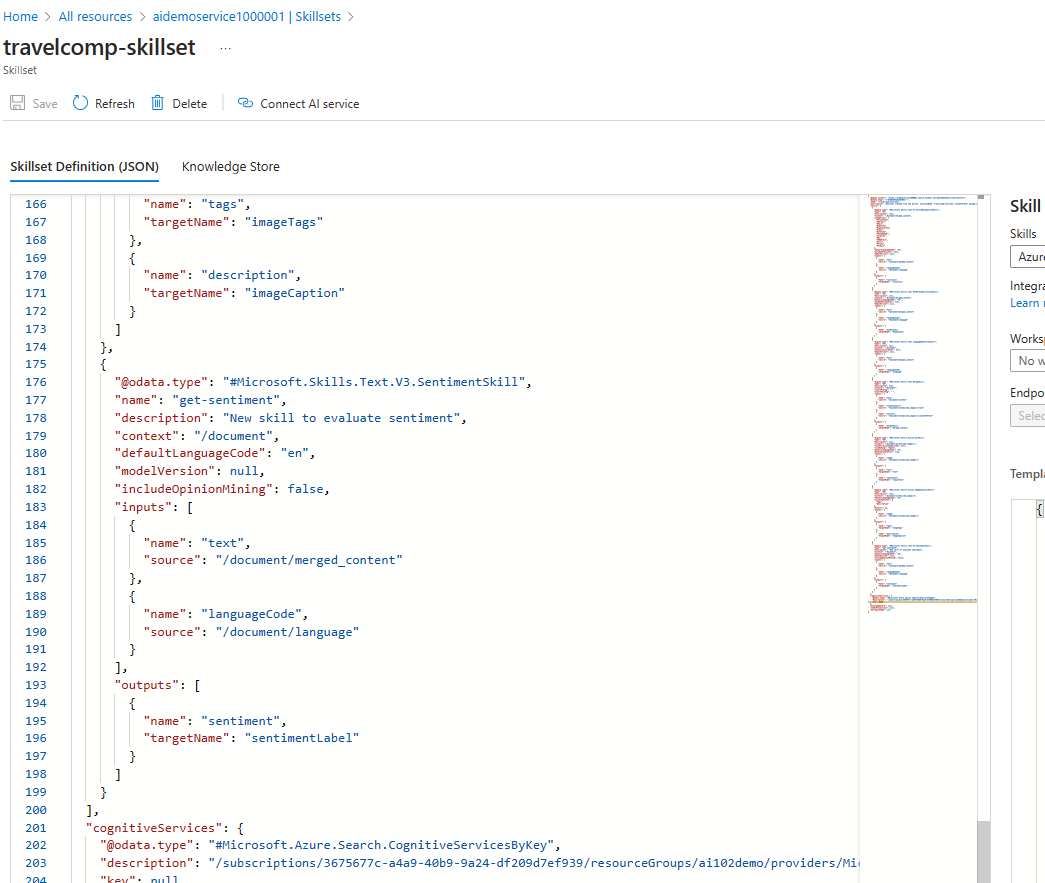 Home > All resources > aidemoservice1000001 | Skillsets >
travelcomp-skillset ...
Skillset
Save Refresh Delete Connect AI service
Skillset Definition (JSON) Knowledge Store
166 "name": "tags",
167 "targetName": "imageTags"
168 },
169 {
170 "name": "description",
171 "targetName": "imageCaption"
172 }
173 ]
174 },
175 {
176 "@odata.type": "#Microsoft.Skills.Text.V3.SentimentSkill",
177 "name": "get-sentiment",
178 "description": "New skill to evaluate sentiment",
179 "context": "/document",
180 "defaultLanguageCode": "en",
181 "modelVersion": null,
182 "includeOpinionMining": false,
183 "inputs": [
184 {
185 "name": "text",
186 "source": "/document/merged_content"
187 },
188 {
189 "name": "languageCode",
190 "source": "/document/language"
191 }
192 ],
193 "outputs": [
194 {
195 "name": "sentiment",
196 "targetName": "sentimentLabel"
197 }
198 ]
199 }
200 ],
201 "cognitiveServices": {
202 "@odata.type": "#Microsoft.Azure.Search.CognitiveServicesByKey",
203 "description": "/subscriptions/3675677c-a4a9-40b9-9a24-df209d7ef939/resourceGroups/ai102demo/providers/Mic
204 "key": null
Skill
Skills
Azure
Integra
Learn
Worksp
No w
Endpo
Selec
Templa
{